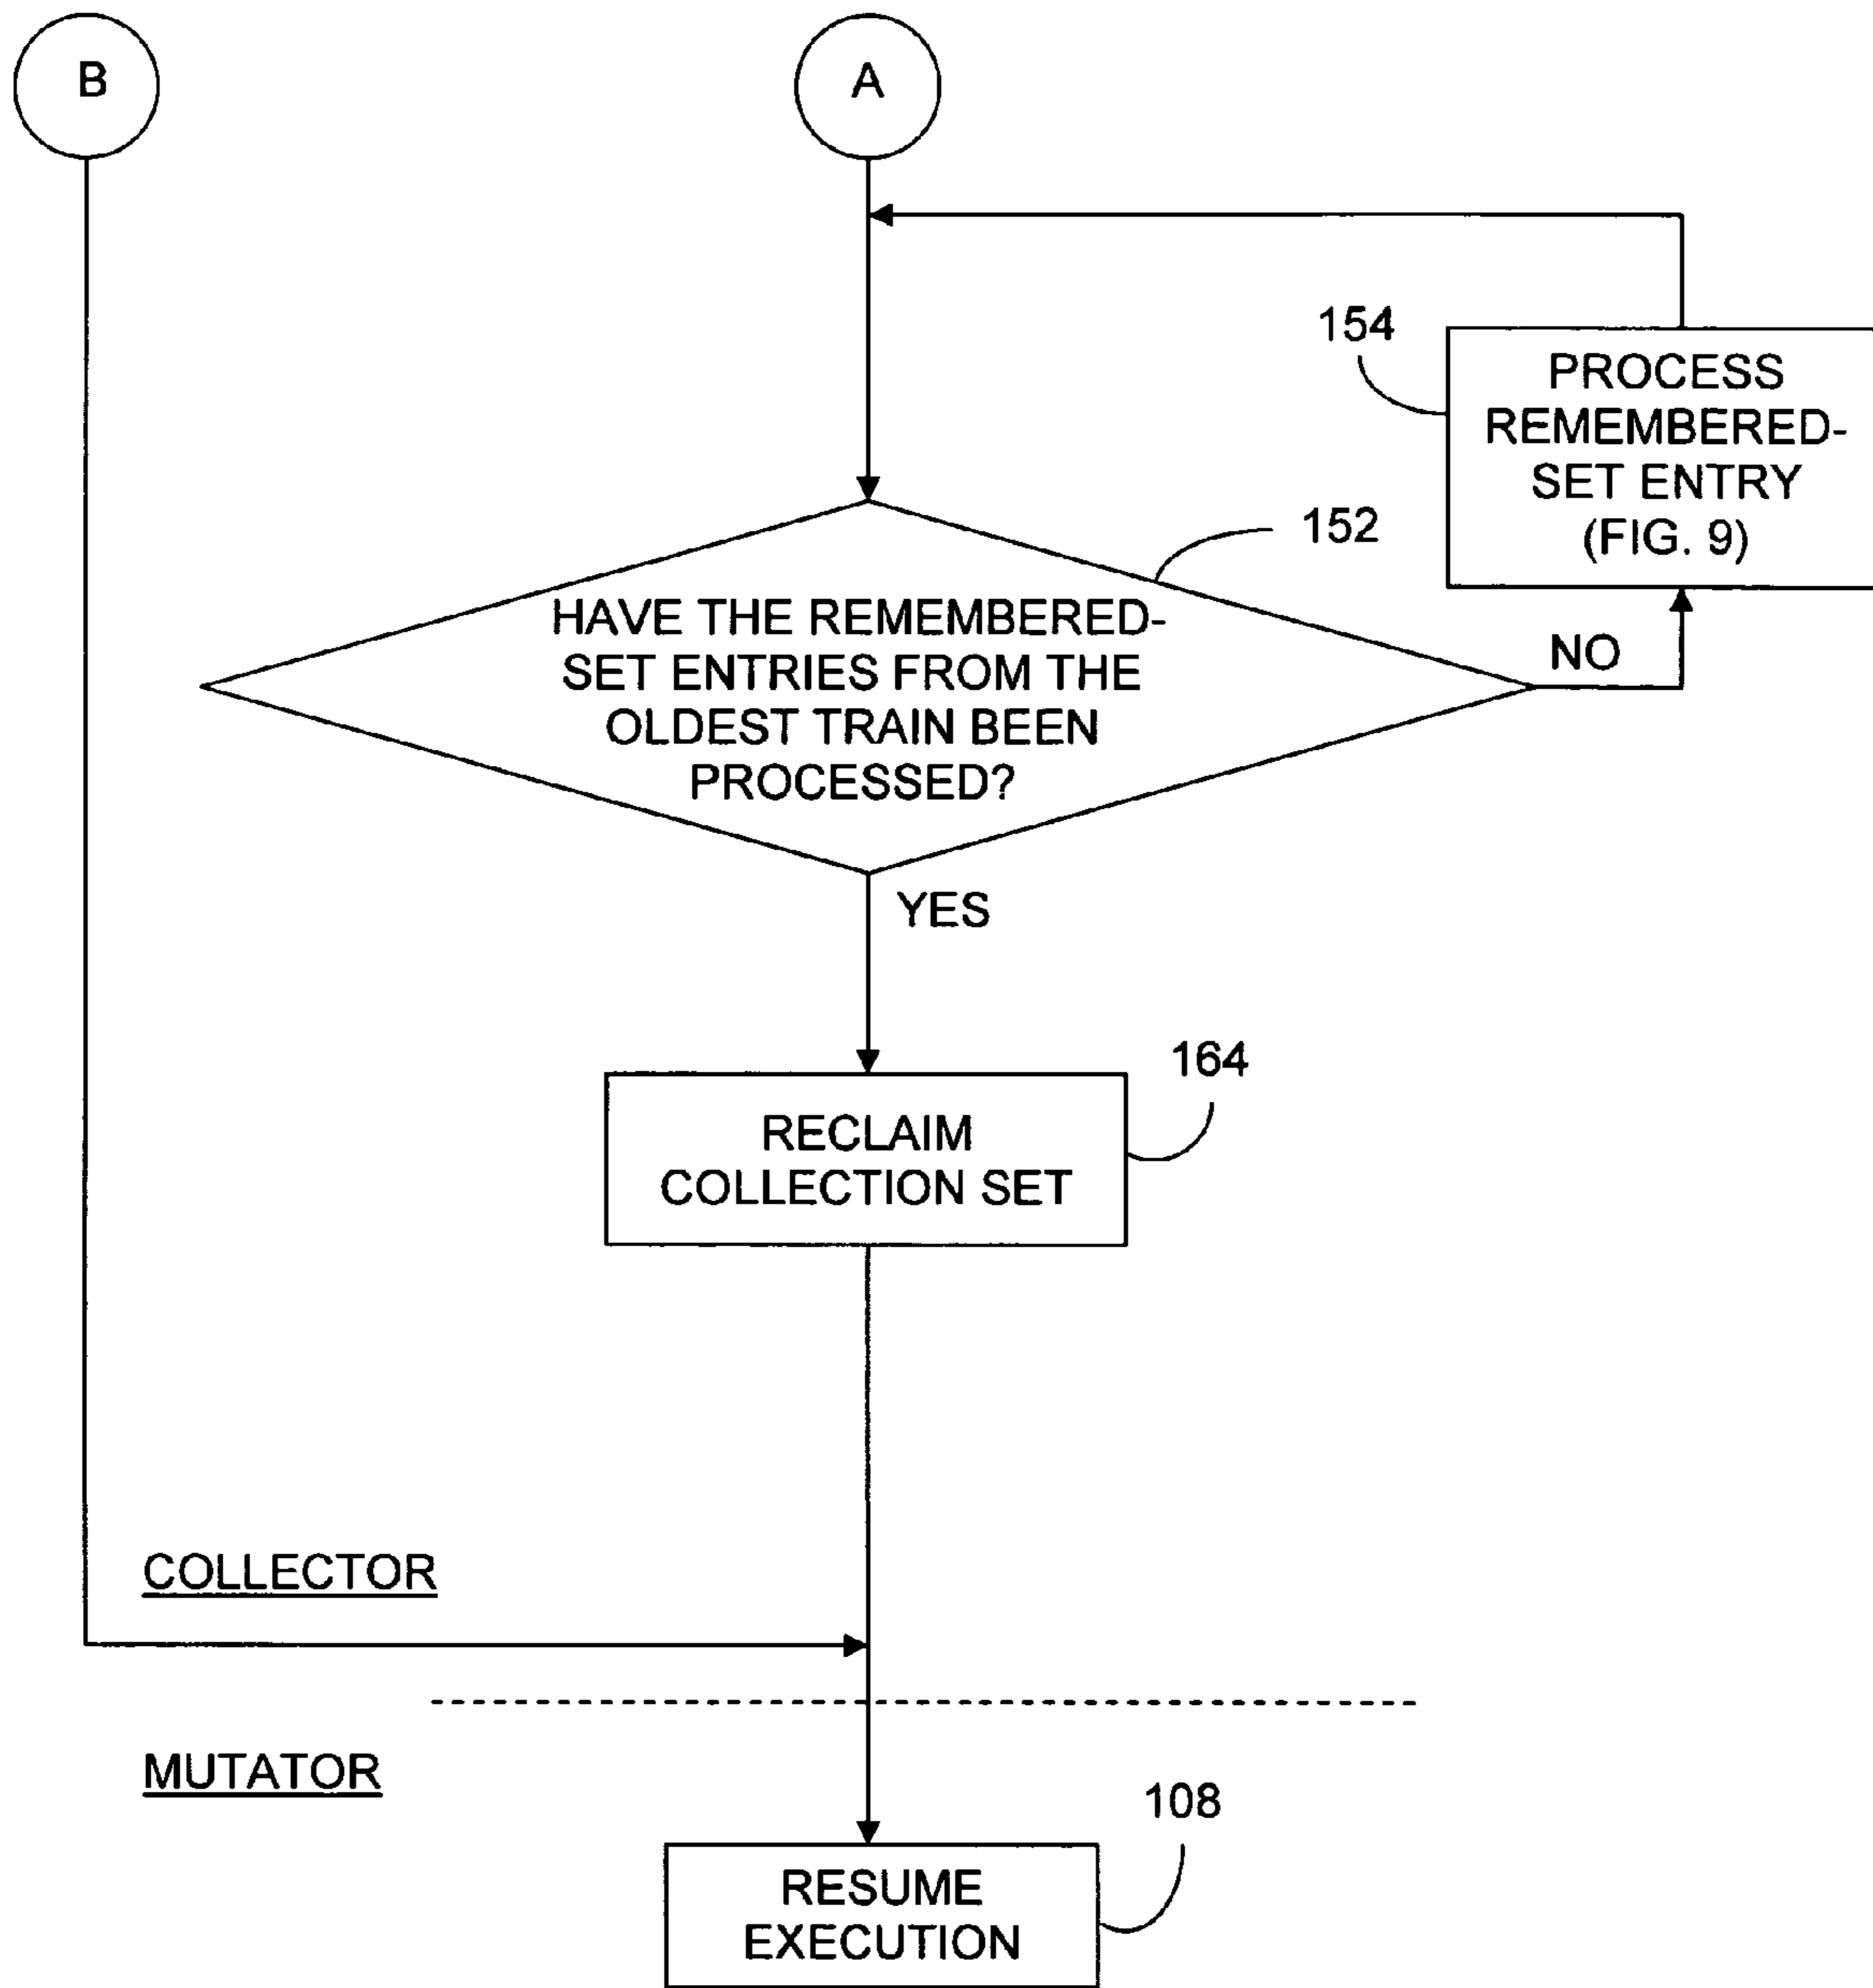 B
A
154
PROCESS
REMEMBERED-
SET ENTRY
(FIG. 9)
152
HAVE THE REMEMBERED-
SET ENTRIES FROM THE
OLDEST TRAIN BEEN
PROCESSED?
NO
YES
164
RECLAIM
COLLECTION SET
COLLECTOR
MUTATOR
108
RESUME
EXECUTION